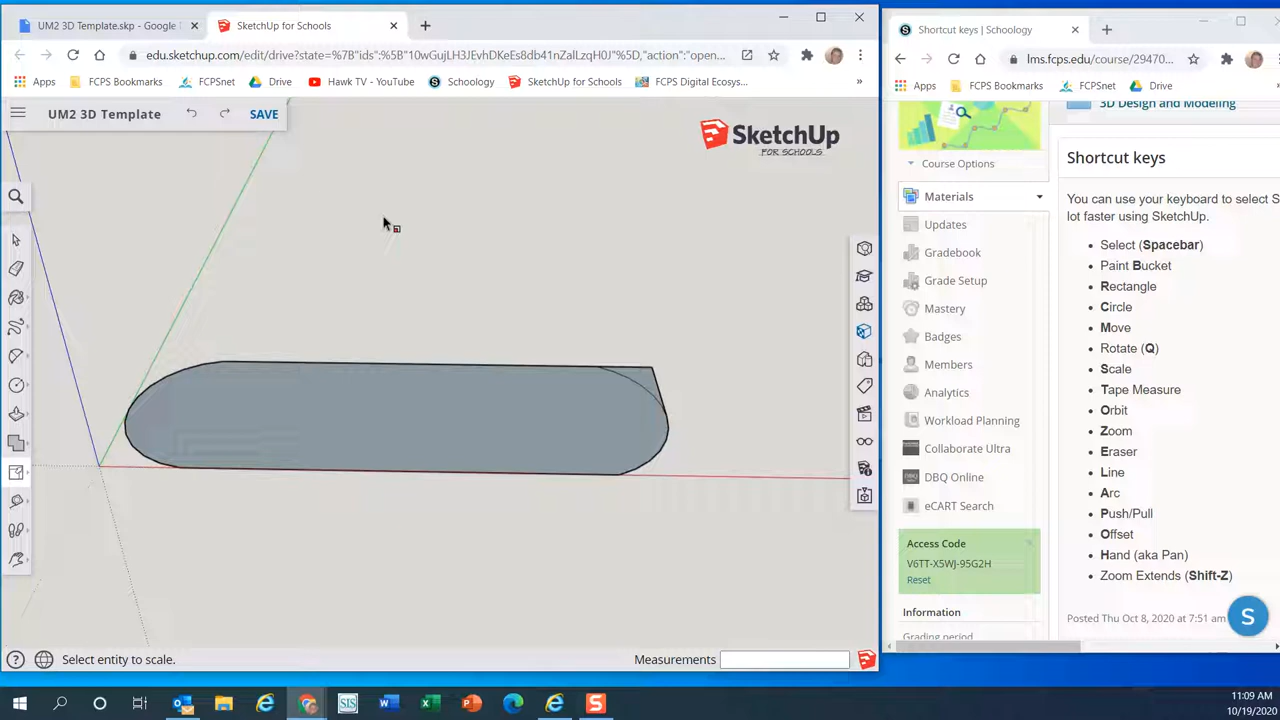 UM2 3D Template.skp - Google
SketchUp for Schools
edu.sketchup.com/edit/drive?state=%7B"ids"%5B"10wGujLH3JEvhDKeEs8db41nZalLzqH0J"%5D,"action":"open...
Apps
FCPS Bookmarks
FCPSnet
Drive
Hawk TV - YouTube
Schoology
SketchUp for Schools
FCPS Digital Ecosys...
UM2 3D Template
SAVE
SketchUp
FOR SCHOOLS
Select entity to scale.
Measurements
Shortcut keys | Schoology
lms.fcps.edu/course/29470...
Apps
FCPS Bookmarks
FCPSnet
Drive
3D Design and Modeling
Course Options
Materials
Updates
Gradebook
Grade Setup
Mastery
Badges
Members
Analytics
Workload Planning
Collaborate Ultra
DBQ Online
eCART Search
Access Code
V6TT-X5WJ-95G2H
Reset
Information
Grading period
Shortcut keys
You can use your keyboard to select S
lot faster using SketchUp.
• Select (Spacebar)
• Paint Bucket
• Rectangle
• Circle
• Move
• Rotate (Q)
• Scale
• Tape Measure
• Orbit
• Zoom
• Eraser
• Line
• Arc
• Push/Pull
• Offset
• Hand (aka Pan)
• Zoom Extends (Shift-Z)
Posted Thu Oct 8, 2020 at 7:51 am
S
SIS
11:09 AM
10/19/2020